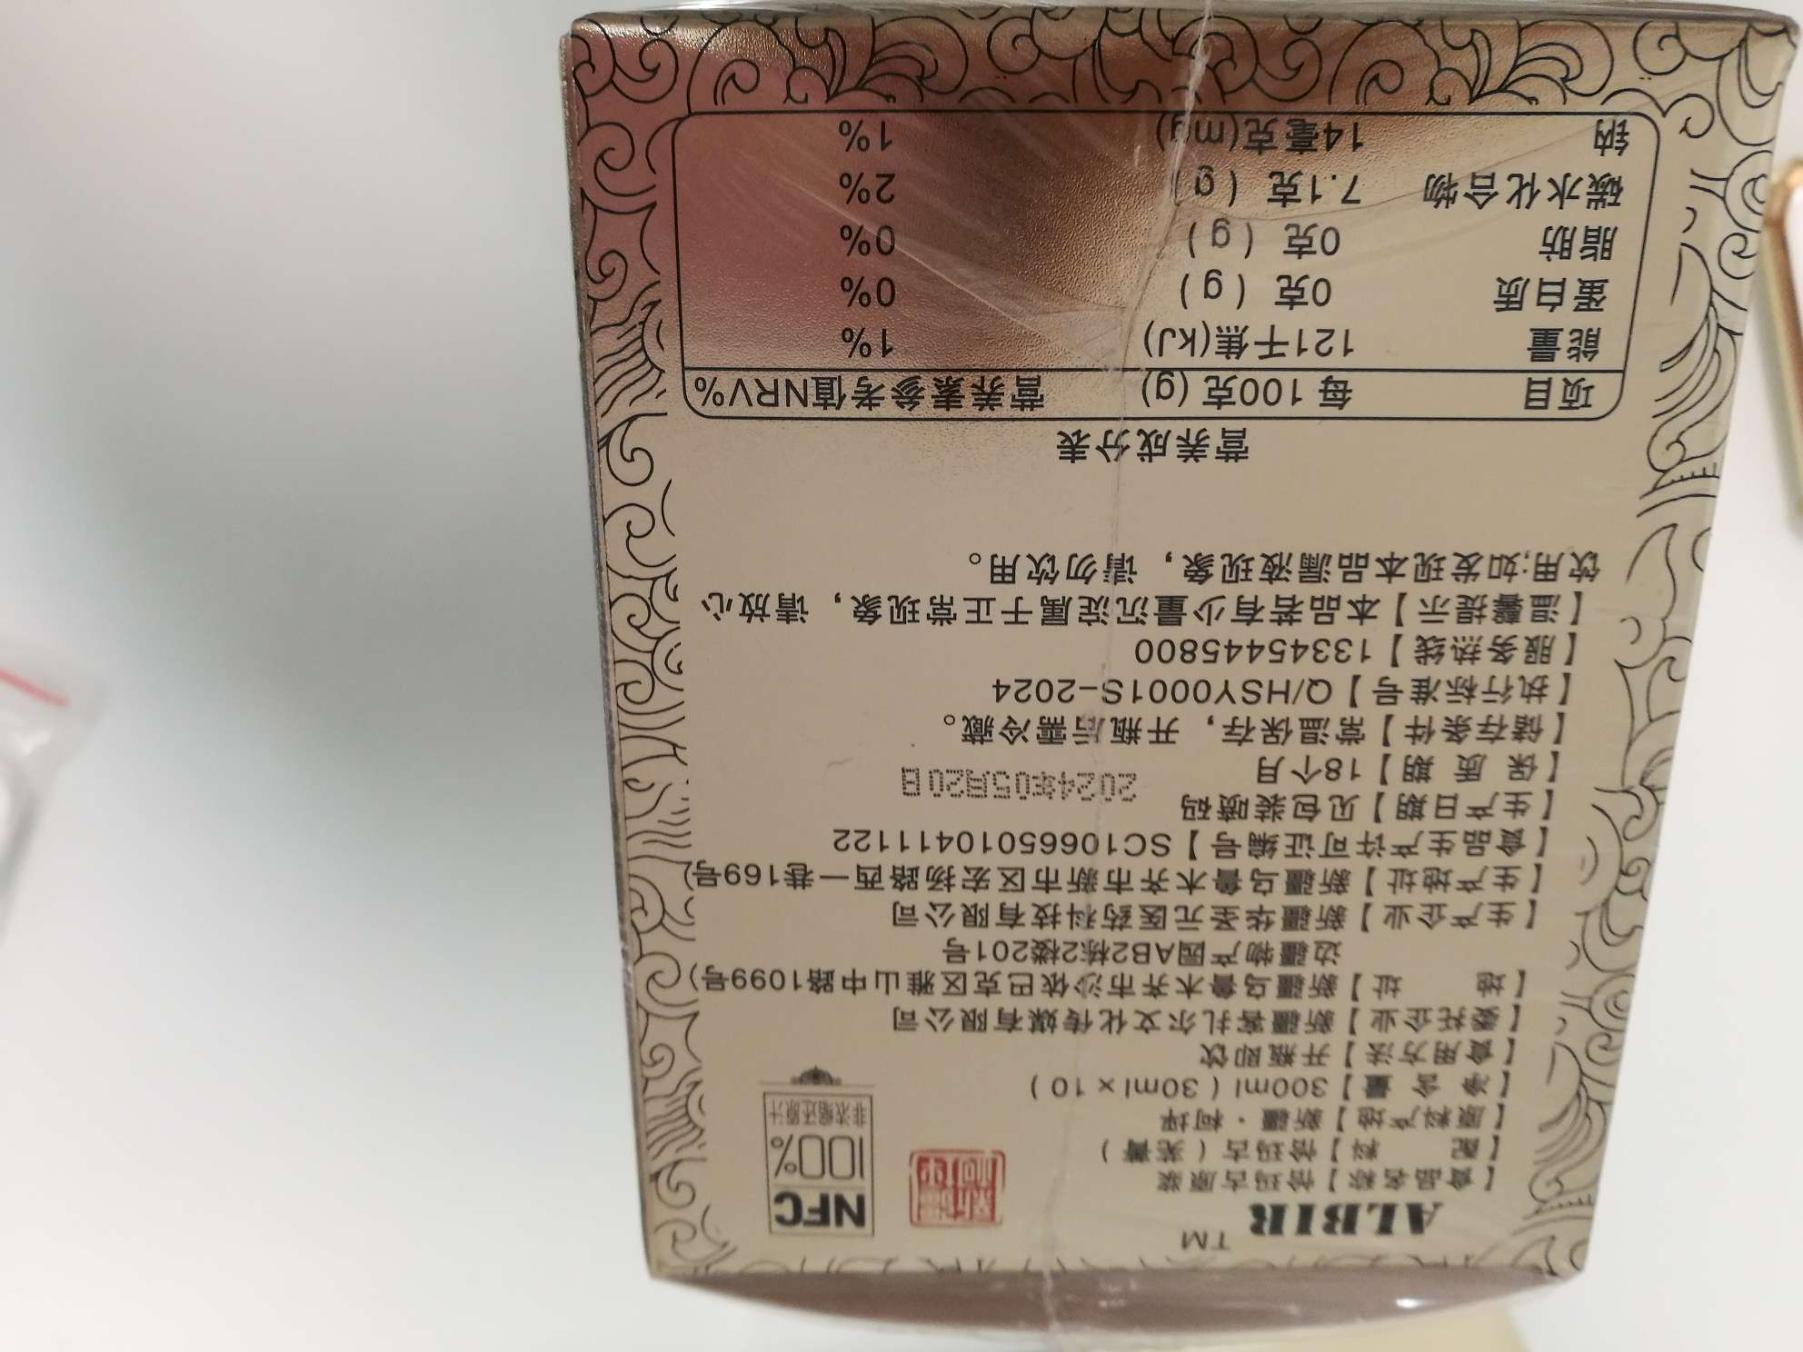 ALBIR TM
新疆
柯坪
NFC
100%
非浓缩还原汁
【食品名称】恰玛古原浆
【配 料】恰玛古（芜菁）
【原料产地】新疆·柯坪
【净 含 量】300ml（30ml×10）
【食用方法】开瓶即饮
【委托企业】新疆客扎尔文化传媒有限公司
【地 址】新疆乌鲁木齐市沙依巴克区雅山中路1099号)
边疆物产园AB2栋2楼201号
【生产企业】新疆华圣元医药科技有限公司
【生产地址】新疆乌鲁木齐市新市区宏扬路西一巷169号)
【食品生产许可证编号】SC10665010411122
【生产日期】见包装喷码
2024年05月20日
【保 质 期】18个月
【储存条件】常温保存，开瓶后需冷藏。
【执行标准号】Q/HSY0001S-2024
【服务热线】13345445800
【温馨提示】本品若有少量沉淀属于正常现象，请放心
饮用;如发现本品漏液现象，请勿饮用。
营养成分表
项目 每100克(g) 营养素参考值NRV%
能量 121千焦(kJ) 1%
蛋白质 0克（g） 0%
脂肪 0克（g） 0%
碳水化合物 7.1克（g） 2%
钠 14毫克(mg) 1%